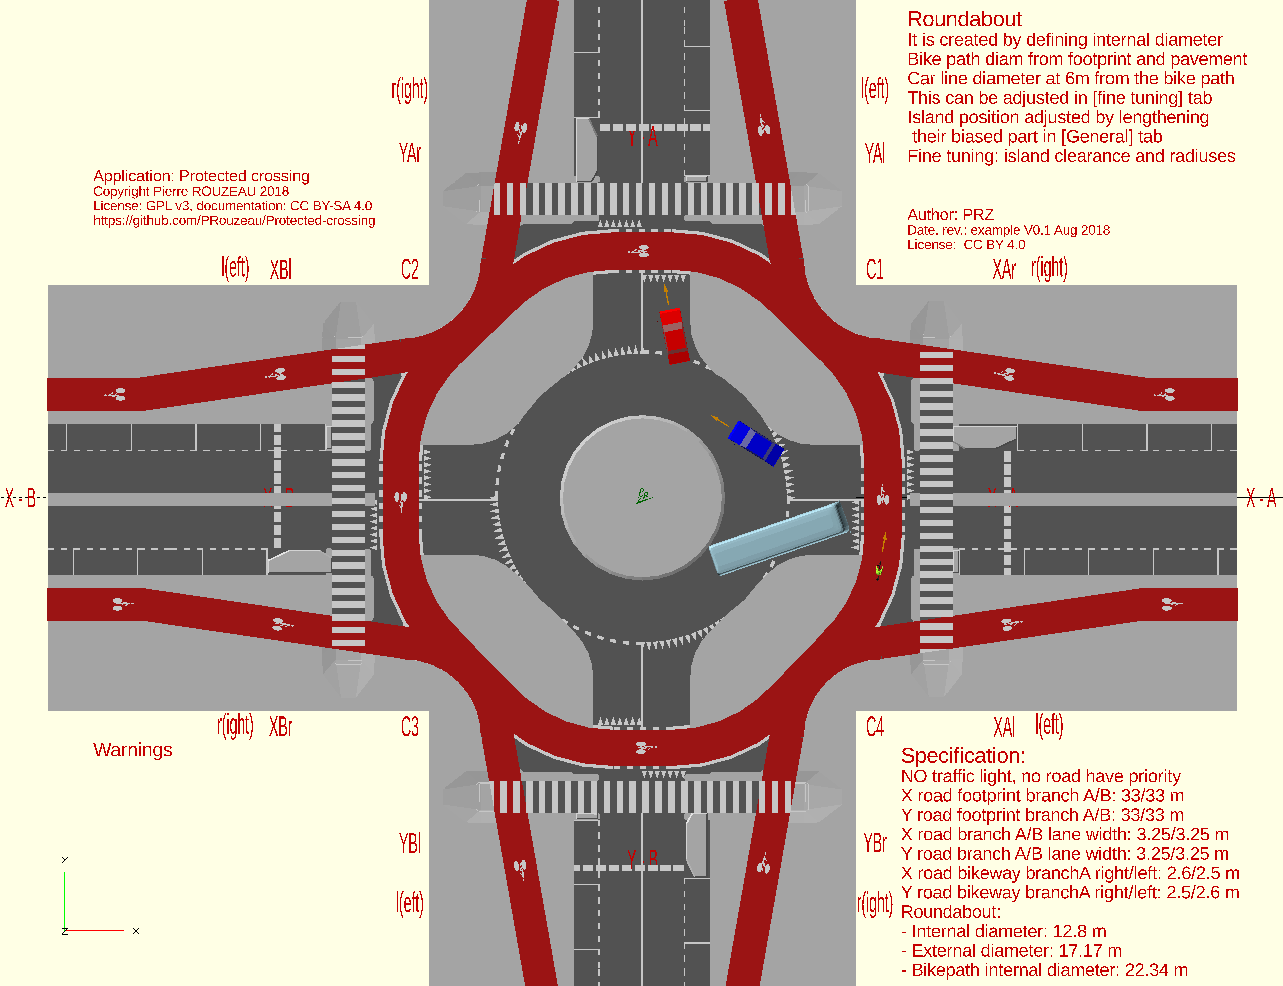 Roundabout
It is created by defining internal diameter
Bike path diam from footprint and pavement
Car line diameter at 6m from the bike path
This can be adjusted in [fine tuning] tab
Island position adjusted by lengthening
their biased part in [General] tab
Fine tuning: island clearance and radiuses
r(ight)
l(eft)
YAr
Y A
YAl
Application: Protected crossing
Copyright Pierre ROUZEAU 2018
License: GPL v3, documentation: CC BY-SA 4.0
https://github.com/PRouzeau/Protected-crossing
Author: PRZ
Date. rev.: example V0.1 Aug 2018
License: CC BY 4.0
l(eft) XBl
C2
C1
XAr r(ight)
X - B
X - A
r(ight) XBr
C3
C4
XAl l(eft)
Warnings
Specification:
NO traffic light, no road have priority
X road footprint branch A/B: 33/33 m
Y road footprint branch A/B: 33/33 m
X road branch A/B lane width: 3.25/3.25 m
Y road branch A/B lane width: 3.25/3.25 m
X road bikeway branchA right/left: 2.6/2.5 m
Y road bikeway branchA right/left: 2.5/2.6 m
Roundabout:
- Internal diameter: 12.8 m
- External diameter: 17.17 m
- Bikepath internal diameter: 22.34 m
YBl
Y B
YBr
l(eft)
r(ight)
Y
Z
X